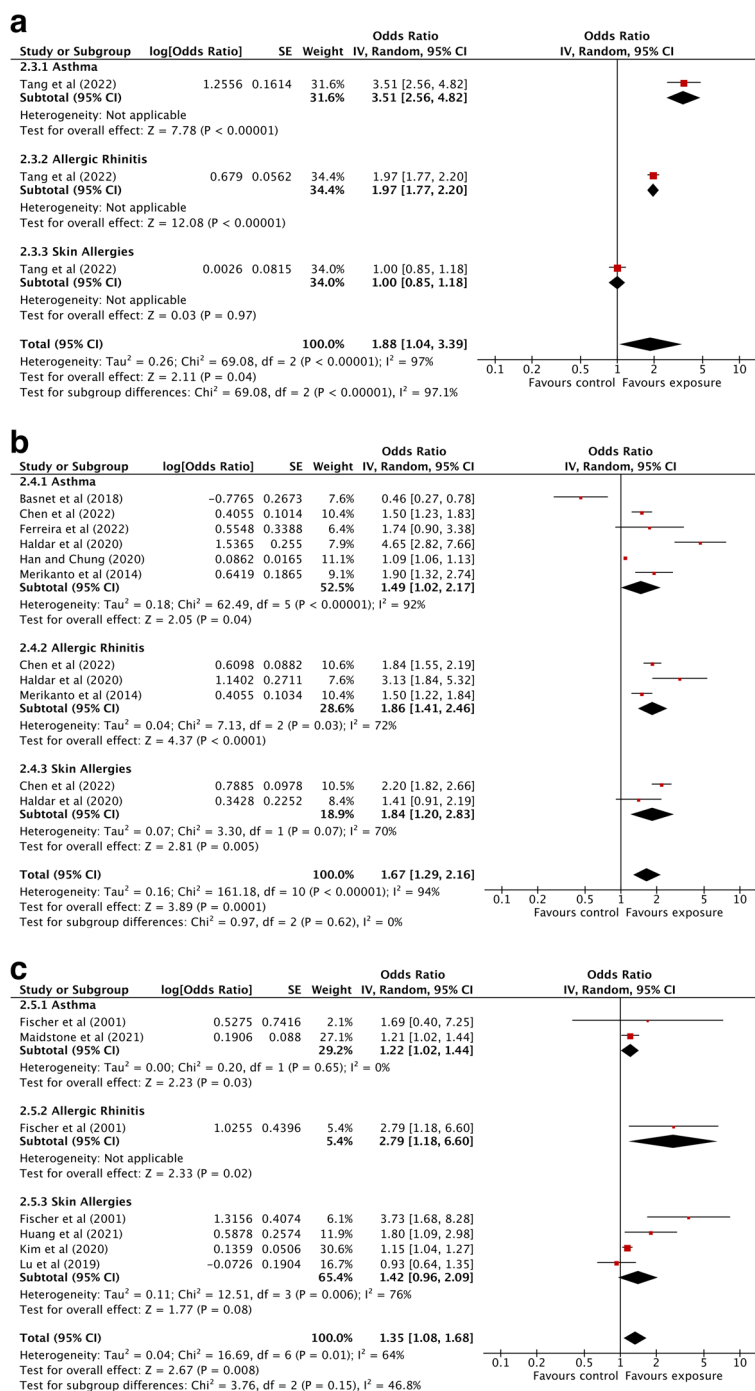 a
Odds Ratio Odds Ratio
Study or Subgroup log[Odds Ratio] SE Weight IV, Random, 95% CI IV, Random, 95% CI
2.3.1 Asthma
Tang et al (2022) 1.2556 0.1614 31.6% 3.51 [2.56, 4.82]
Subtotal (95% CI) 31.6% 3.51 [2.56, 4.82]
Heterogeneity: Not applicable
Test for overall effect: Z = 7.78 (P < 0.00001)
2.3.2 Allergic Rhinitis
Tang et al (2022) 0.679 0.0562 34.4% 1.97 [1.77, 2.20]
Subtotal (95% CI) 34.4% 1.97 [1.77, 2.20]
Heterogeneity: Not applicable
Test for overall effect: Z = 12.08 (P < 0.00001)
2.3.3 Skin Allergies
Tang et al (2022) 0.0026 0.0815 34.0% 1.00 [0.85, 1.18]
Subtotal (95% CI) 34.0% 1.00 [0.85, 1.18]
Heterogeneity: Not applicable
Test for overall effect: Z = 0.03 (P = 0.97)
Total (95% CI) 100.0% 1.88 [1.04, 3.39]
Heterogeneity: Tau² = 0.26; Chi² = 69.08, df = 2 (P < 0.00001); I² = 97%
Test for overall effect: Z = 2.11 (P = 0.04)
Test for subgroup differences: Chi² = 69.08, df = 2 (P < 0.00001), I² = 97.1%
0.1 0.2 0.5 1 2 5 10
Favours control Favours exposure
b
Odds Ratio Odds Ratio
Study or Subgroup log[Odds Ratio] SE Weight IV, Random, 95% CI IV, Random, 95% CI
2.4.1 Asthma
Basnet et al (2018) −0.7765 0.2673 7.6% 0.46 [0.27, 0.78]
Chen et al (2022) 0.4055 0.1014 10.4% 1.50 [1.23, 1.83]
Ferreira et al (2022) 0.5548 0.3388 6.4% 1.74 [0.90, 3.38]
Haldar et al (2020) 1.5365 0.255 7.9% 4.65 [2.82, 7.66]
Han and Chung (2020) 0.0862 0.0165 11.1% 1.09 [1.06, 1.13]
Merikanto et al (2014) 0.6419 0.1865 9.1% 1.90 [1.32, 2.74]
Subtotal (95% CI) 52.5% 1.49 [1.02, 2.17]
Heterogeneity: Tau² = 0.18; Chi² = 62.49, df = 5 (P < 0.00001); I² = 92%
Test for overall effect: Z = 2.05 (P = 0.04)
2.4.2 Allergic Rhinitis
Chen et al (2022) 0.6098 0.0882 10.6% 1.84 [1.55, 2.19]
Haldar et al (2020) 1.1402 0.2711 7.6% 3.13 [1.84, 5.32]
Merikanto et al (2014) 0.4055 0.1034 10.4% 1.50 [1.22, 1.84]
Subtotal (95% CI) 28.6% 1.86 [1.41, 2.46]
Heterogeneity: Tau² = 0.04; Chi² = 7.13, df = 2 (P = 0.03); I² = 72%
Test for overall effect: Z = 4.37 (P < 0.0001)
2.4.3 Skin Allergies
Chen et al (2022) 0.7885 0.0978 10.5% 2.20 [1.82, 2.66]
Haldar et al (2020) 0.3428 0.2252 8.4% 1.41 [0.91, 2.19]
Subtotal (95% CI) 18.9% 1.84 [1.20, 2.83]
Heterogeneity: Tau² = 0.07; Chi² = 3.30, df = 1 (P = 0.07); I² = 70%
Test for overall effect: Z = 2.81 (P = 0.005)
Total (95% CI) 100.0% 1.67 [1.29, 2.16]
Heterogeneity: Tau² = 0.16; Chi² = 161.18, df = 10 (P < 0.00001); I² = 94%
Test for overall effect: Z = 3.89 (P = 0.0001)
Test for subgroup differences: Chi² = 0.97, df = 2 (P = 0.62), I² = 0%
0.1 0.2 0.5 1 2 5 10
Favours control Favours exposure
c
Odds Ratio Odds Ratio
Study or Subgroup log[Odds Ratio] SE Weight IV, Random, 95% CI IV, Random, 95% CI
2.5.1 Asthma
Fischer et al (2001) 0.5275 0.7416 2.1% 1.69 [0.40, 7.25]
Maidstone et al (2021) 0.1906 0.088 27.1% 1.21 [1.02, 1.44]
Subtotal (95% CI) 29.2% 1.22 [1.02, 1.44]
Heterogeneity: Tau² = 0.00; Chi² = 0.20, df = 1 (P = 0.65); I² = 0%
Test for overall effect: Z = 2.23 (P = 0.03)
2.5.2 Allergic Rhinitis
Fischer et al (2001) 1.0255 0.4396 5.4% 2.79 [1.18, 6.60]
Subtotal (95% CI) 5.4% 2.79 [1.18, 6.60]
Heterogeneity: Not applicable
Test for overall effect: Z = 2.33 (P = 0.02)
2.5.3 Skin Allergies
Fischer et al (2001) 1.3156 0.4074 6.1% 3.73 [1.68, 8.28]
Huang et al (2021) 0.5878 0.2574 11.9% 1.80 [1.09, 2.98]
Kim et al (2020) 0.1359 0.0506 30.6% 1.15 [1.04, 1.27]
Lu et al (2019) −0.0726 0.1904 16.7% 0.93 [0.64, 1.35]
Subtotal (95% CI) 65.4% 1.42 [0.96, 2.09]
Heterogeneity: Tau² = 0.11; Chi² = 12.51, df = 3 (P = 0.006); I² = 76%
Test for overall effect: Z = 1.77 (P = 0.08)
Total (95% CI) 100.0% 1.35 [1.08, 1.68]
Heterogeneity: Tau² = 0.04; Chi² = 16.69, df = 6 (P = 0.01); I² = 64%
Test for overall effect: Z = 2.67 (P = 0.008)
Test for subgroup differences: Chi² = 3.76, df = 2 (P = 0.15), I² = 46.8%
0.1 0.2 0.5 1 2 5 10
Favours control Favours exposure